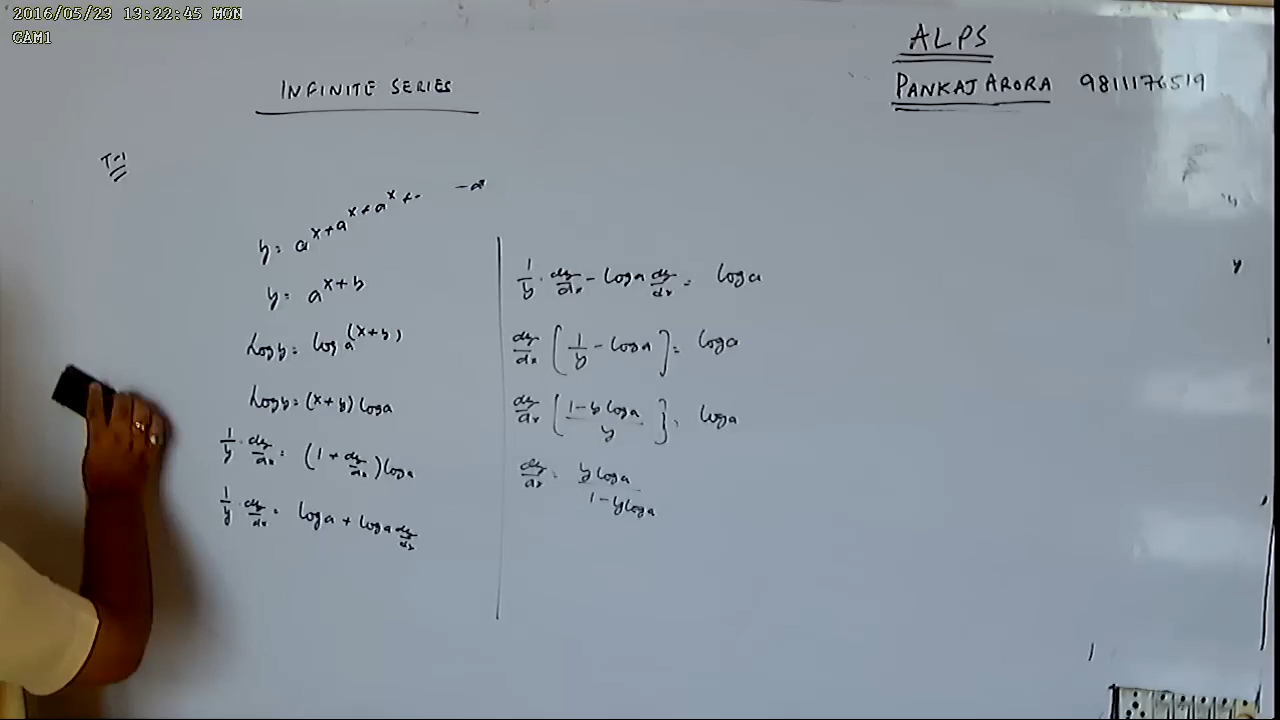 2016/05/23 13:22:45 MON
CAM1
ALPS
PANKAJ ARORA 9811176519
INFINITE SERIES
T-1
y = a^(x + a^(x + a^(x + ... ∞
y = a^(x+y)
log y = log a^(x+y)
log y = (x+y) log a
1/y · dy/dx = (1 + dy/dx) log a
1/y · dy/dx = log a + log a dy/dx
1/y · dy/dx - log a dy/dx = log a
dy/dx [1/y - log a] = log a
dy/dx [(1 - y log a)/y] = log a
dy/dx = y log a/(1 - y log a)